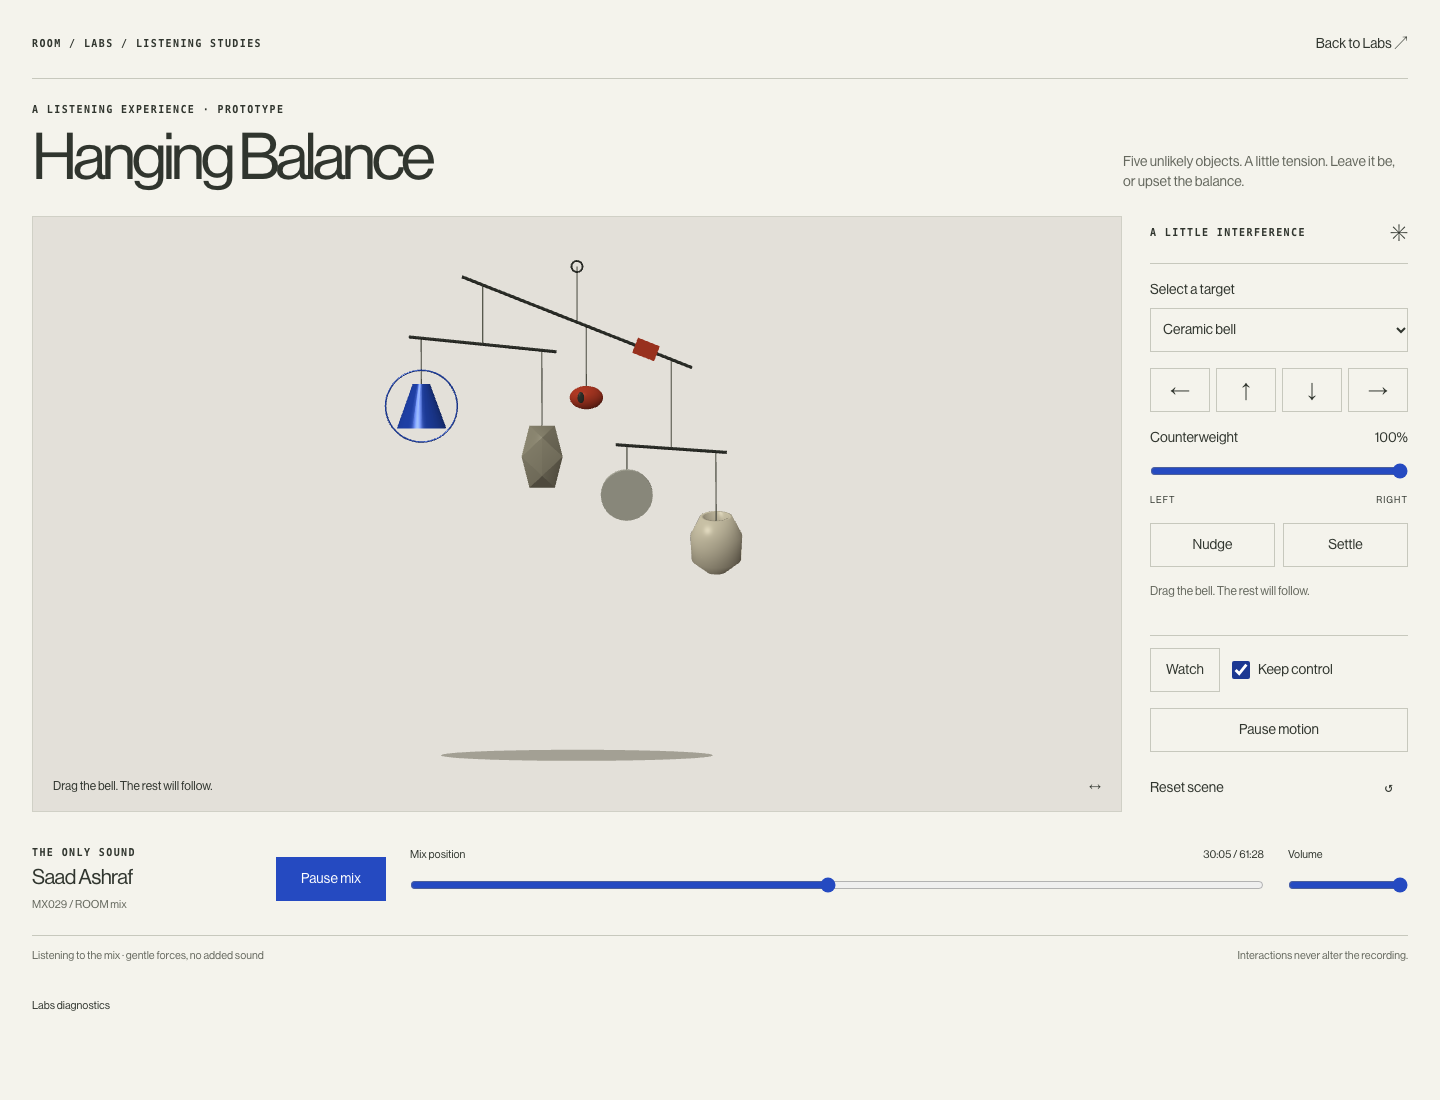 ROOM / LABS / LISTENING STUDIES
Back to Labs ↗
A LISTENING EXPERIENCE · PROTOTYPE
Hanging Balance
Five unlikely objects. A little tension. Leave it be,
or upset the balance.
A LITTLE INTERFERENCE
Select a target
Ceramic bell
← ↑ ↓ →
Counterweight 100%
LEFT RIGHT
Nudge Settle
Drag the bell. The rest will follow.
Watch Keep control
Pause motion
Reset scene ↺
Drag the bell. The rest will follow. ↔
THE ONLY SOUND
Saad Ashraf
MX029 / ROOM mix
Pause mix
Mix position 30:05 / 61:28 Volume
Listening to the mix · gentle forces, no added sound
Interactions never alter the recording.
Labs diagnostics